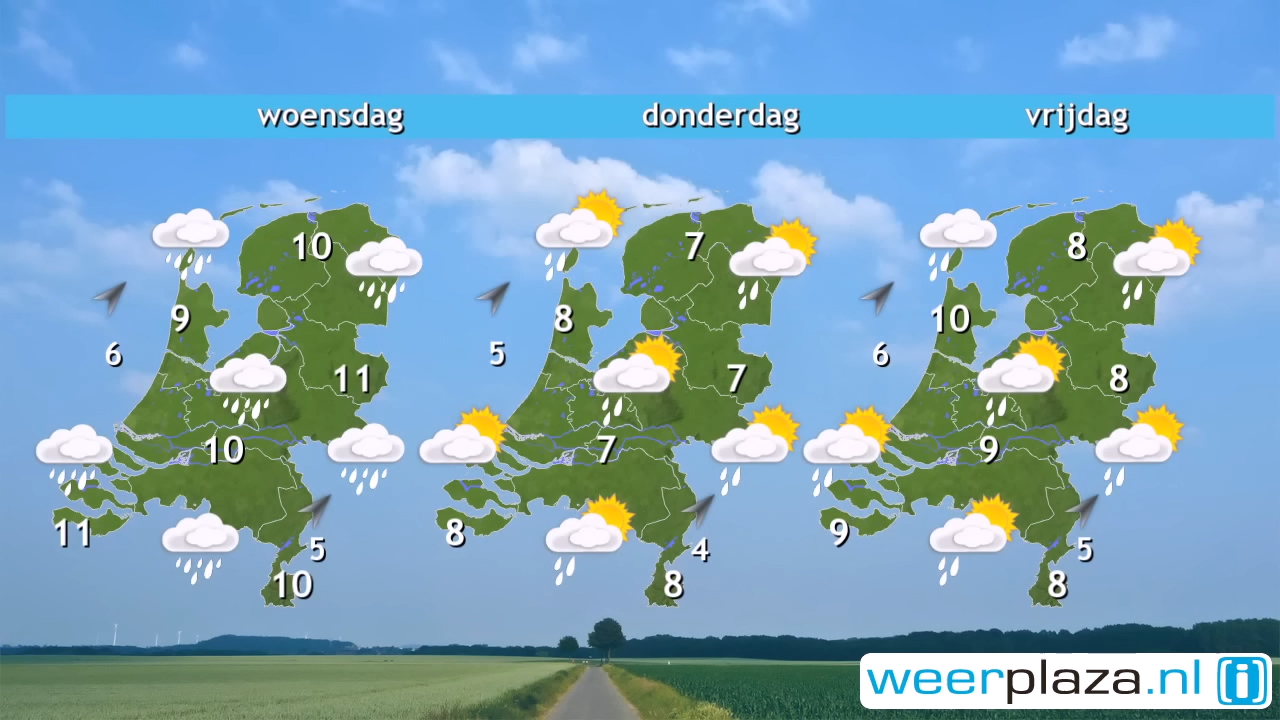 woensdag donderdag vrijdag
10 7 8
9 8 10
6 5 6
11 7 8
10 7 9
11 8 9
5 4 5
10 8 8
weerplaza.nl i